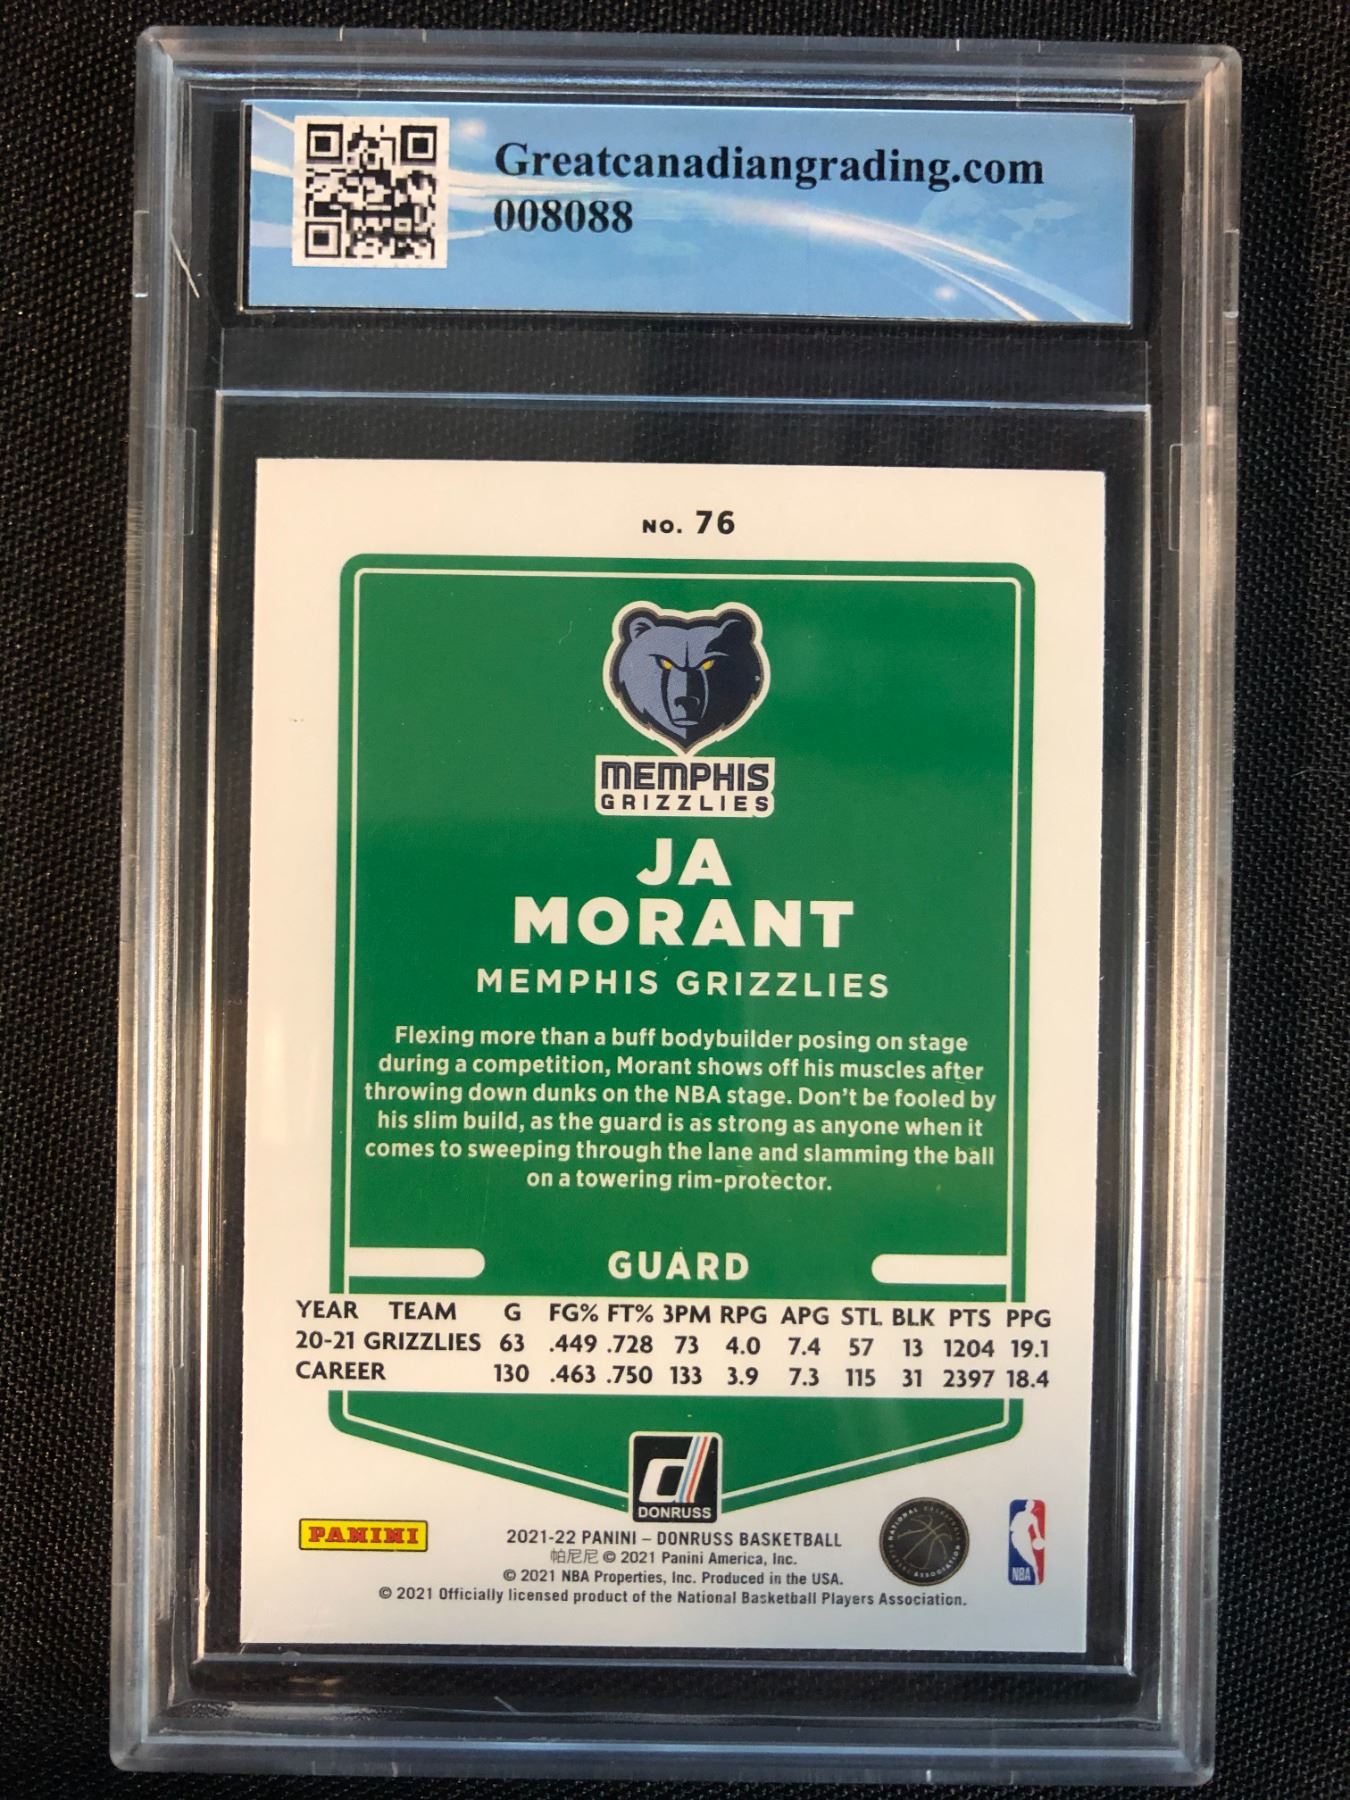 Greatcanadiangrading.com
008088
NO. 76
MEMPHIS
GRIZZLIES
JA
MORANT
MEMPHIS GRIZZLIES
Flexing more than a buff bodybuilder posing on stage
during a competition, Morant shows off his muscles after
throwing down dunks on the NBA stage. Don't be fooled by
his slim build, as the guard is as strong as anyone when it
comes to sweeping through the lane and slamming the ball
on a towering rim-protector.
GUARD
YEAR TEAM G FG% FT% 3PM RPG APG STL BLK PTS PPG
20-21 GRIZZLIES 63 .449 .728 73 4.0 7.4 57 13 1204 19.1
CAREER 130 .463 .750 133 3.9 7.3 115 31 2397 18.4
DONRUSS
PANINI
2021-22 PANINI – DONRUSS BASKETBALL
帕尼尼 © 2021 Panini America, Inc.
© 2021 NBA Properties, Inc. Produced in the USA.
© 2021 Officially licensed product of the National Basketball Players Association.
NATIONAL BASKETBALL PLAYERS ASSOCIATION
NBA